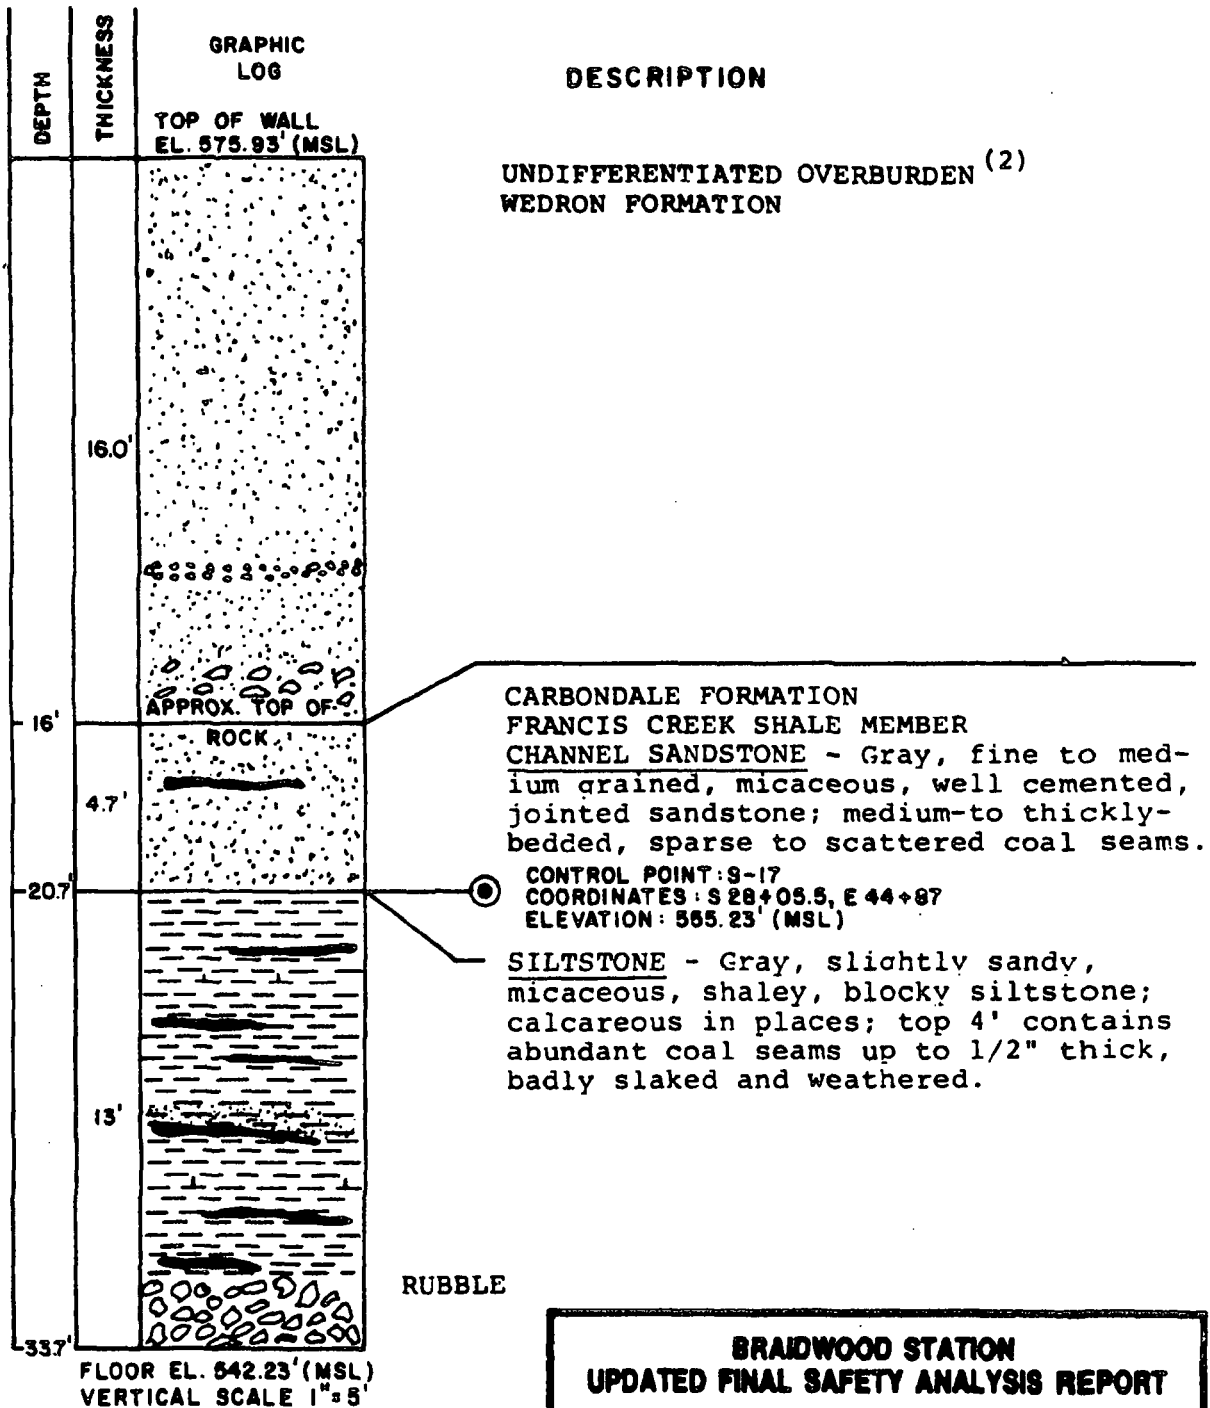 DEPTH
THICKNESS
GRAPHIC
LOG
DESCRIPTION
TOP OF WALL
EL. 575.93' (MSL)
UNDIFFERENTIATED OVERBURDEN (2)
WEDRON FORMATION
16.0'
APPROX. TOP OF
ROCK
16'
CARBONDALE FORMATION
FRANCIS CREEK SHALE MEMBER
CHANNEL SANDSTONE - Gray, fine to med-
ium grained, micaceous, well cemented,
jointed sandstone; medium-to thickly-
bedded, sparse to scattered coal seams.
4.7'
20.7'
CONTROL POINT: S-17
COORDINATES: S 28+05.5, E 44+87
ELEVATION: 555.23' (MSL)
SILTSTONE - Gray, slightly sandy,
micaceous, shaley, blocky siltstone;
calcareous in places; top 4' contains
abundant coal seams up to 1/2" thick,
badly slaked and weathered.
13'
RUBBLE
33.7'
FLOOR EL. 542.23' (MSL)
VERTICAL SCALE 1"=5'
BRAIDWOOD STATION
UPDATED FINAL SAFETY ANALYSIS REPORT